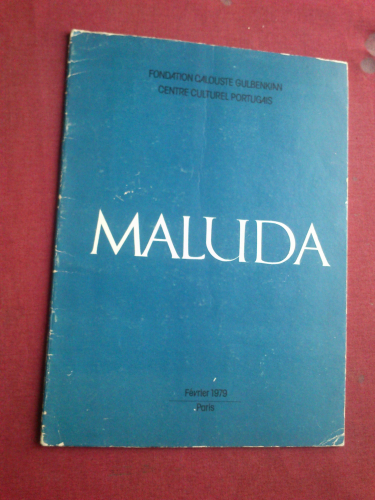 FONDATION CALOUSTE GULBENKIAN
CENTRE CULTUREL PORTUGAIS
MALUDA
Février 1979
Paris